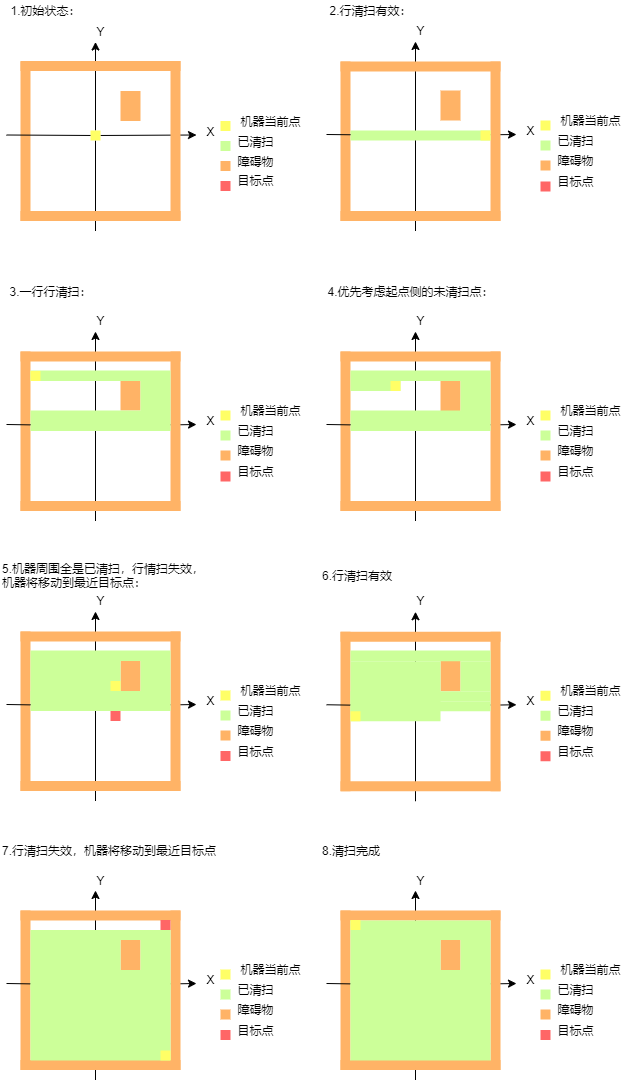 1.初始状态：
Y
X
机器当前点
已清扫
障碍物
目标点
2.行清扫有效：
Y
X
机器当前点
已清扫
障碍物
目标点
3.一行行清扫：
Y
X
机器当前点
已清扫
障碍物
目标点
4.优先考虑起点侧的未清扫点：
Y
X
机器当前点
已清扫
障碍物
目标点
5.机器周围全是已清扫，行情扫失效，
机器将移动到最近目标点：
Y
X
机器当前点
已清扫
障碍物
目标点
6.行清扫有效
Y
X
机器当前点
已清扫
障碍物
目标点
7.行清扫失效，机器将移动到最近目标点
Y
X
机器当前点
已清扫
障碍物
目标点
8.清扫完成
Y
X
机器当前点
已清扫
障碍物
目标点